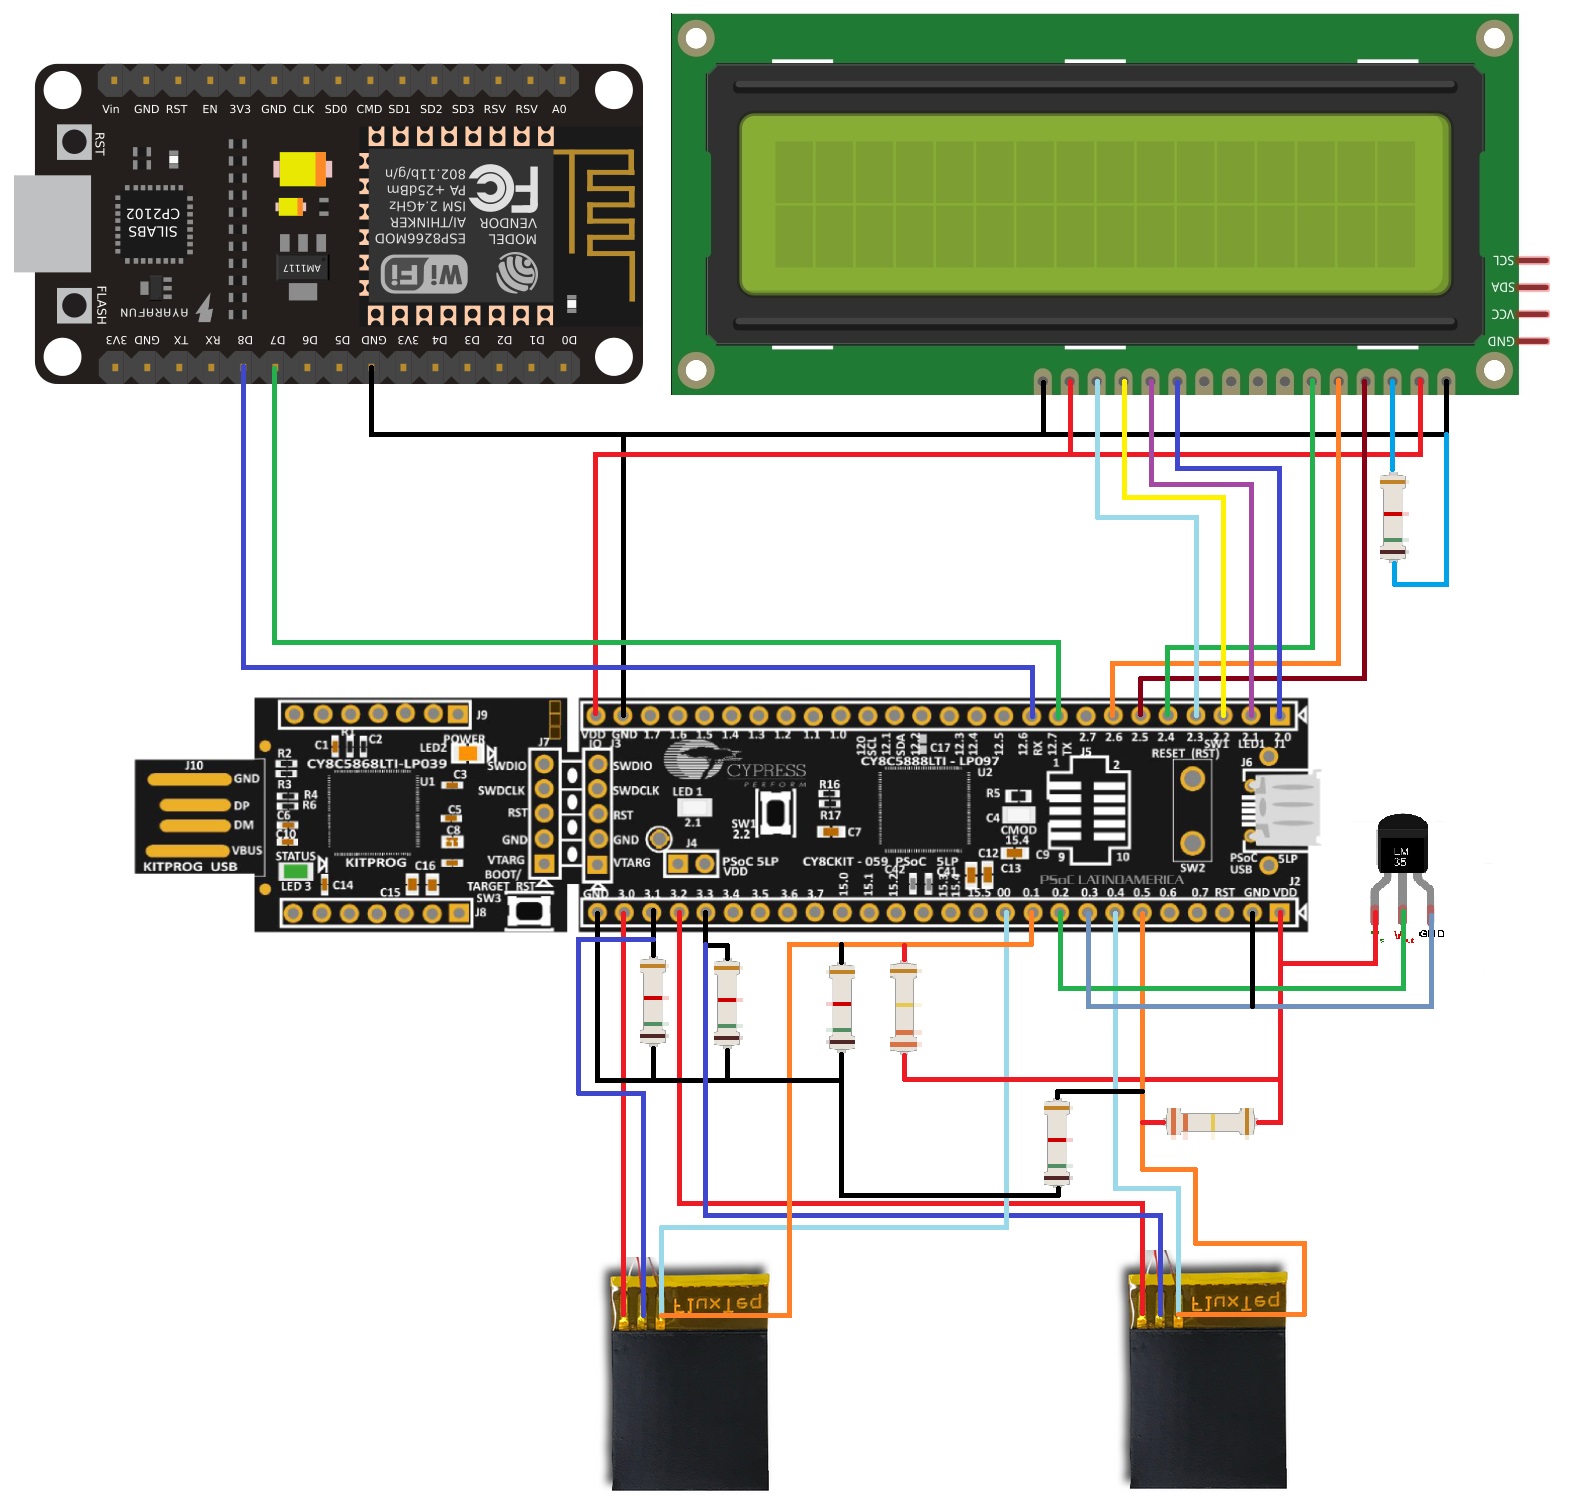 Vin GND RST EN 3V3 GND CLK SD0 CMD SD1 SD2 SD3 RSV RSV A0
RST
SILABS
CP2102
AM1117
FLASH
AYARAFUN
MODEL
VENDOR
ESP8266MOD
AI/THINKER
ISM 2.4GHz
PA +25dBm
802.11b/g/n
FC
WiFi
3V3 GND TX RX D8 D7 D6 D5 GND 3V3 D4 D3 D2 D1 D0
SCL
SDA
VCC
GND
J9
R1
C1
C2
POWER
LED2
R2
CY8C5868LTI-LP039
R3
U1
C3
R4
R6
C6
C10
C5
C8
J10
GND
DP
DM
VBUS
KITPROG USB
STATUS
LED 3
KITPROG
C14
C15
C16
BOOT/
TARGET RST
SW3
J8
J7
SWDIO
SWDCLK
RST
GND
VTARG
J3
SWDIO
SWDCLK
RST
GND
VTARG
VDD GND 1.7 1.6 1.5 1.4 1.3 1.2 1.1 1.0 12.5 12.6 12.7 2.7 2.6 2.5 2.4 2.3 2.2 2.1 2.0
IO
SCL
12.1
SDA
12.3
12.4
RX
TX
SW1
LED1
J1
CYPRESS
PERFORM
C17
CY8C5888LTI - LP097
U2
J5
1
2
9
10
RESET (RST)
J6
LED 1
2.1
SW1
2.2
R16
R17
C7
R5
C4
CMOD
15.4
C12
C9
C13
SW2
PSoC
USB
5LP
J4
PSoC 5LP
VDD
CY8CKIT - 059 PSoC 5LP
C42
C41
PSoC LATINOAMERICA
J2
GND 3.0 3.1 3.2 3.3 3.4 3.5 3.6 3.7 15.0 15.1 15.2 15.3 15.4 15.5 00 0.1 0.2 0.3 0.4 0.5 0.6 0.7 RST GND VDD
LM
35
GND
FluxTeq
FluxTeq